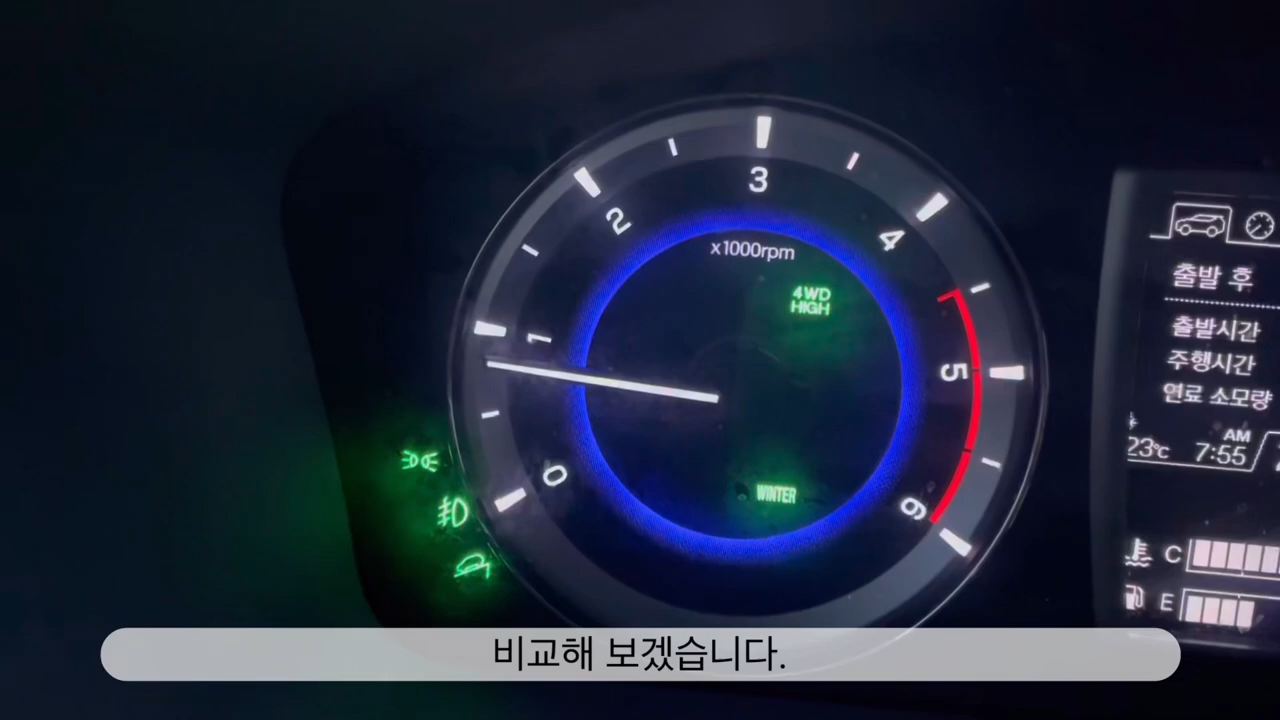 3
2
4
x1000rpm
4WD
HIGH
1
5
0
6
WINTER
출발 후
출발시간
주행시간
연료 소모량
AM
23℃ 7:55
C
E
비교해 보겠습니다.